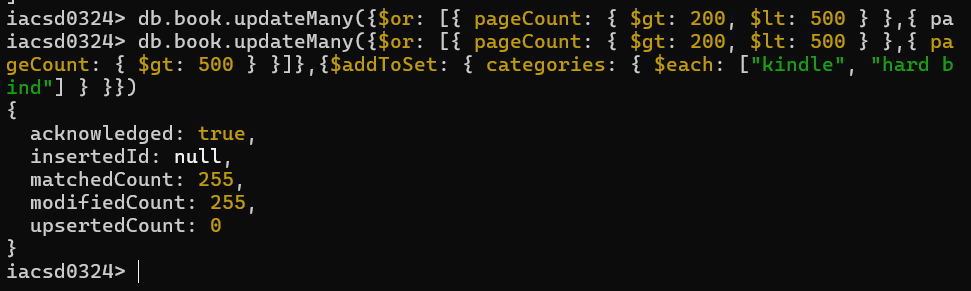 iacsd0324> db.book.updateMany({$or: [{ pageCount: { $gt: 200, $lt: 500 } },{ pa
iacsd0324> db.book.updateMany({$or: [{ pageCount: { $gt: 200, $lt: 500 } },{ pa
geCount: { $gt: 500 } }]},{$addToSet: { categories: { $each: ["kindle", "hard b
ind"] } }})
{
  acknowledged: true,
  insertedId: null,
  matchedCount: 255,
  modifiedCount: 255,
  upsertedCount: 0
}
iacsd0324>